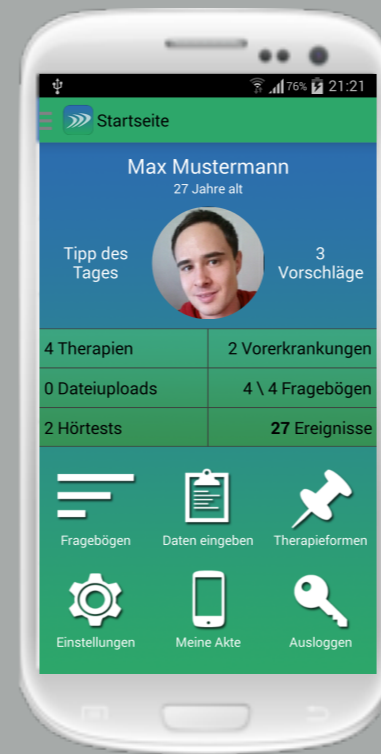 76% 21:21
Startseite
Max Mustermann
27 Jahre alt
Tipp des
Tages
3
Vorschläge
4 Therapien
2 Vorerkrankungen
0 Dateiuploads
4 \ 4 Fragebögen
2 Hörtests
27 Ereignisse
Fragebögen
Daten eingeben
Therapieformen
Einstellungen
Meine Akte
Ausloggen